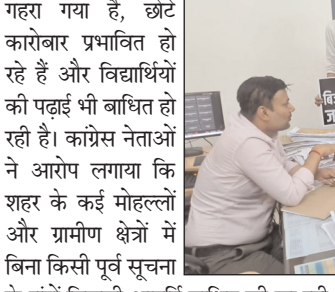 गहरा गया है, छोटे
कारोबार प्रभावित हो
रहे हैं और विद्यार्थियों
की पढ़ाई भी बाधित हो
रही है। कांग्रेस नेताओं
ने आरोप लगाया कि
शहर के कई मोहल्लों
और ग्रामीण क्षेत्रों में
बिना किसी पूर्व सूचना